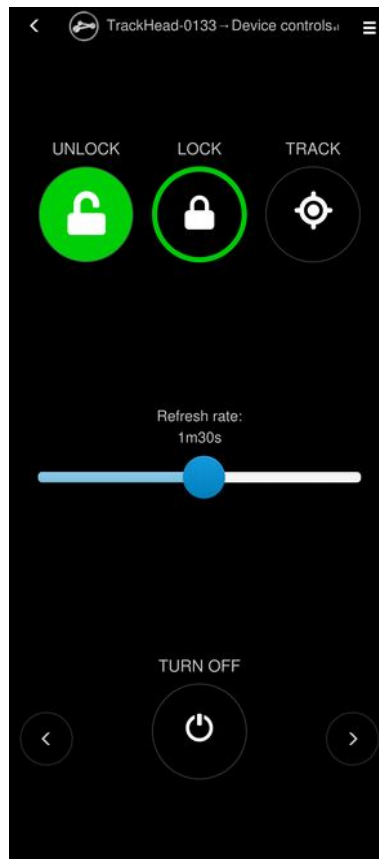 TrackHead-0133→Device controls
UNLOCK LOCK TRACK
Refresh rate:
1m30s
TURN OFF